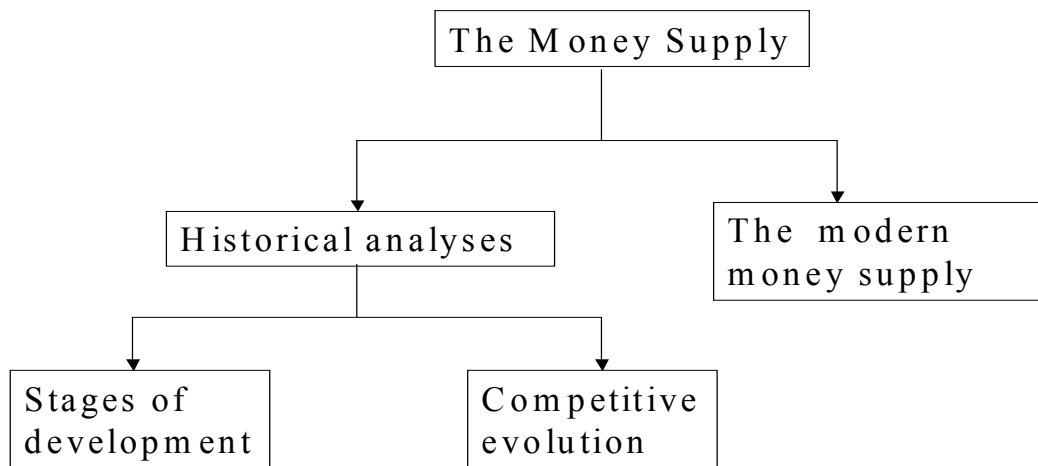 The Money Supply
Historical analyses
The modern
money supply
Stages of
development
Competitive
evolution